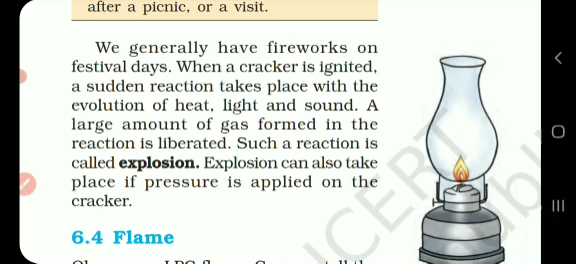 after a picnic, or a visit.
We generally have fireworks on
festival days. When a cracker is ignited,
a sudden reaction takes place with the
evolution of heat, light and sound. A
large amount of gas formed in the
reaction is liberated. Such a reaction is
called explosion. Explosion can also take
place if pressure is applied on the
cracker.
6.4 Flame